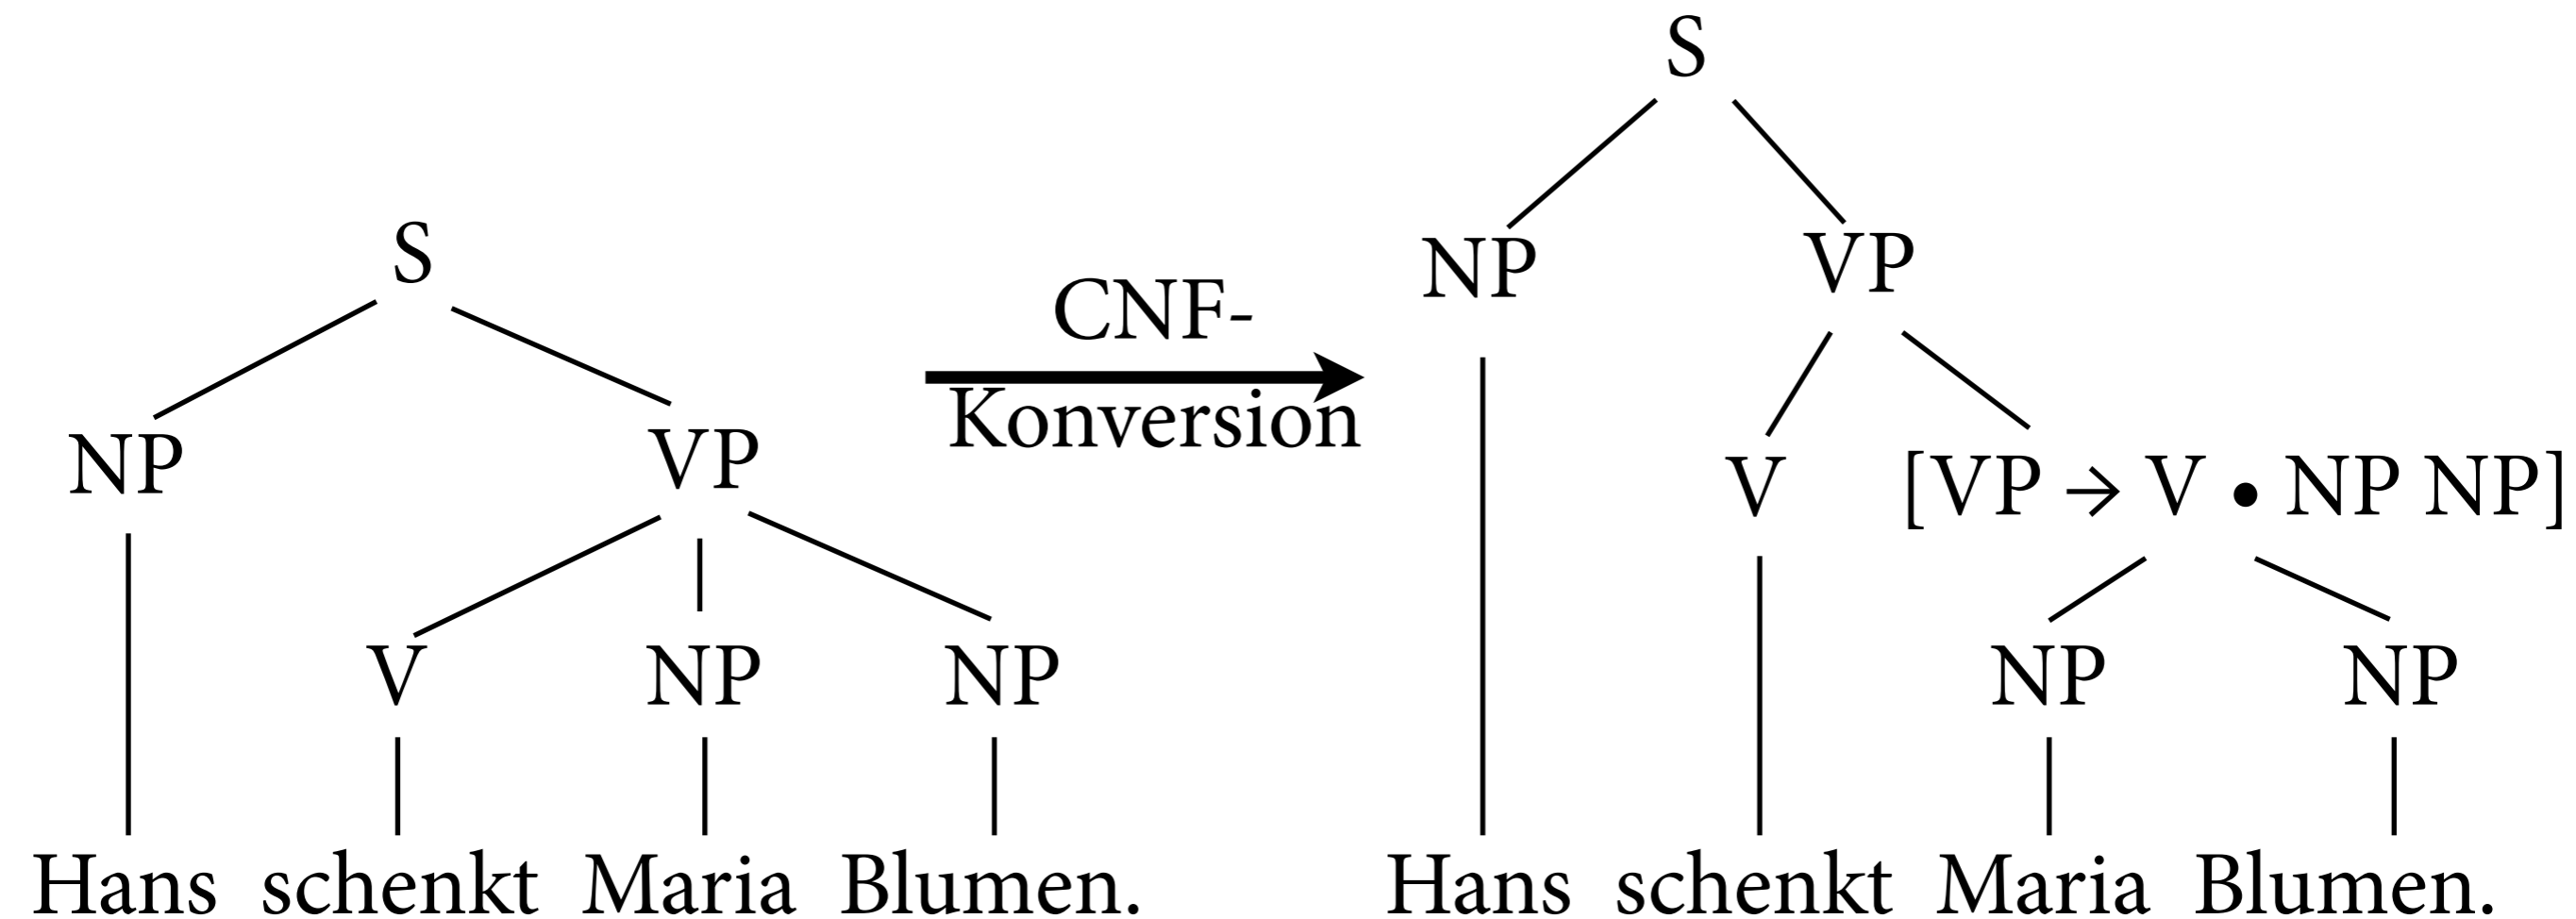 S
NP VP
V NP NP
Hans schenkt Maria Blumen.
CNF-
Konversion
S
NP VP
V [VP → V • NP NP]
NP NP
Hans schenkt Maria Blumen.